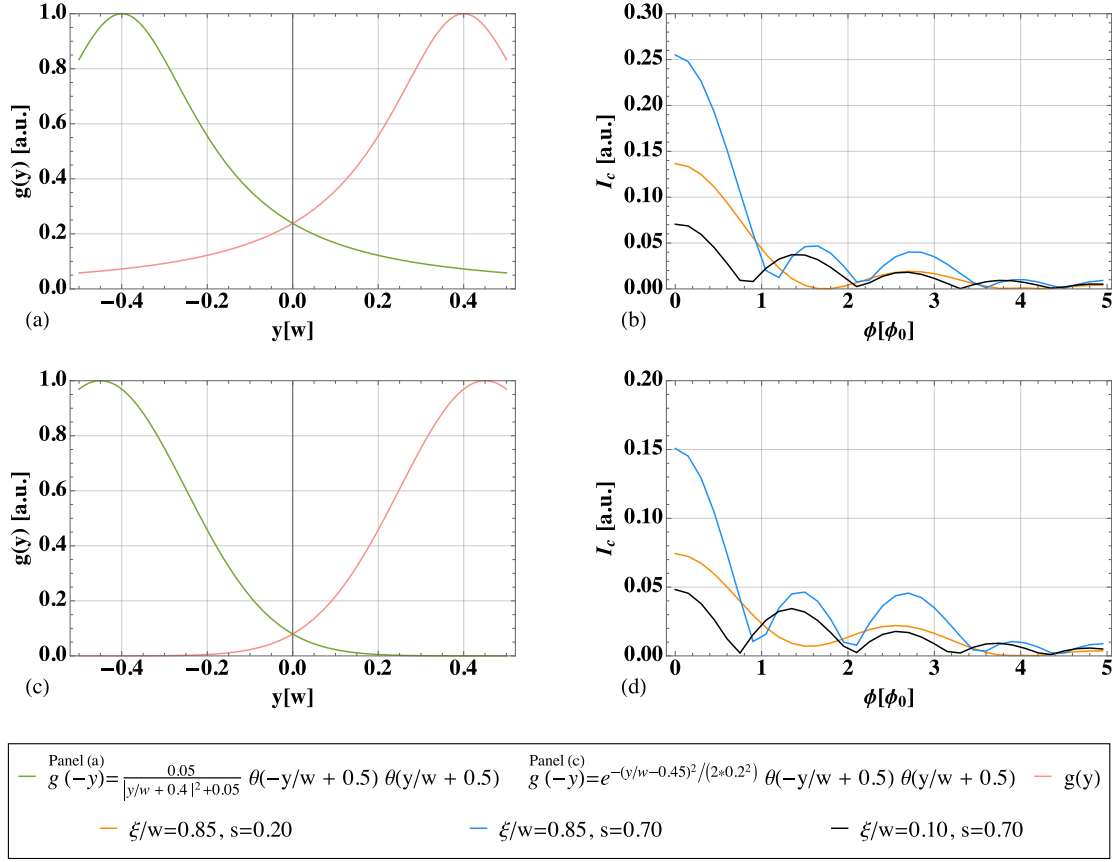 1.0
0.8
0.6
0.4
0.2
0.0
g(y) [a.u.]
−0.4 −0.2 0.0 0.2 0.4
y[w]
(a)
0.30
0.25
0.20
0.15
0.10
0.05
0.00
I_c [a.u.]
0 1 2 3 4 5
ϕ[ϕ_0]
(b)
1.0
0.8
0.6
0.4
0.2
0.0
g(y) [a.u.]
−0.4 −0.2 0.0 0.2 0.4
y[w]
(c)
0.20
0.15
0.10
0.05
0.00
I_c [a.u.]
0 1 2 3 4 5
ϕ[ϕ_0]
(d)
Panel (a) Panel (c)
g (−y)= 0.05 / |y/w + 0.4 |^2+0.05 θ(−y/w + 0.5) θ(y/w + 0.5) g (−y)=e^−(y/w−0.45)^2/(2*0.2^2) θ(−y/w + 0.5) θ(y/w + 0.5) g(y)
ξ/w=0.85, s=0.20 ξ/w=0.85, s=0.70 ξ/w=0.10, s=0.70